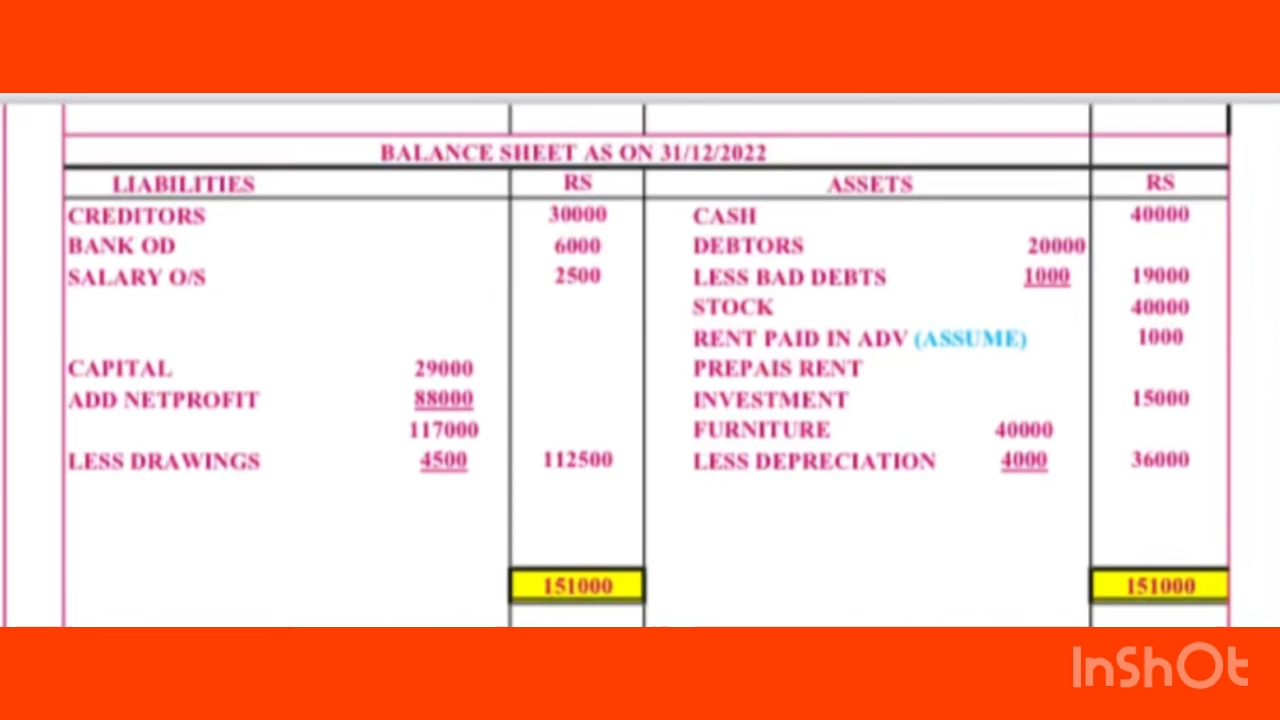 BALANCE SHEET AS ON 31/12/2022
LIABILITIES RS ASSETS RS
CREDITORS 30000 CASH 40000
BANK OD 6000 DEBTORS 20000
SALARY O/S 2500 LESS BAD DEBTS 1000 19000
STOCK 40000
RENT PAID IN ADV (ASSUME) 1000
CAPITAL 29000 PREPAIS RENT
ADD NETPROFIT 88000 INVESTMENT 15000
117000 FURNITURE 40000
LESS DRAWINGS 4500 112500 LESS DEPRECIATION 4000 36000
151000 151000
InShOt